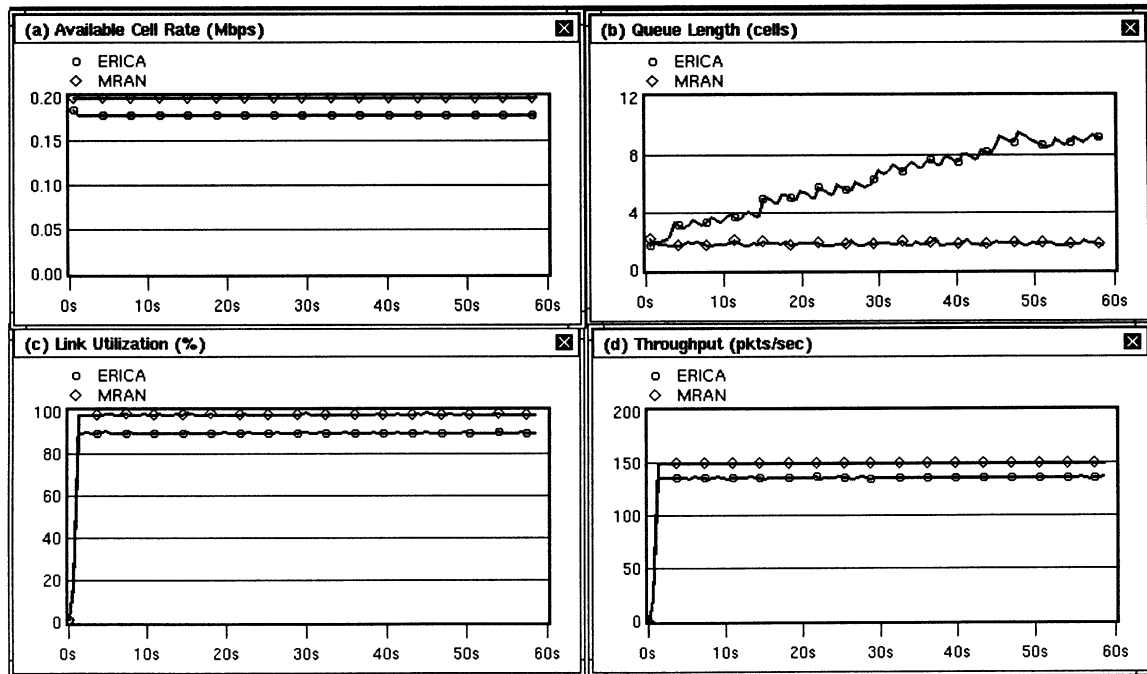 (a) Available Cell Rate (Mbps)
ERICA
MRAN
0.20
0.15
0.10
0.05
0.00
0s 10s 20s 30s 40s 50s 60s
(b) Queue Length (cells)
ERICA
MRAN
12
8
4
0
0s 10s 20s 30s 40s 50s 60s
(c) Link Utilization (%)
ERICA
MRAN
100
80
60
40
20
0
0s 10s 20s 30s 40s 50s 60s
(d) Throughput (pkts/sec)
ERICA
MRAN
200
150
100
50
0
0s 10s 20s 30s 40s 50s 60s